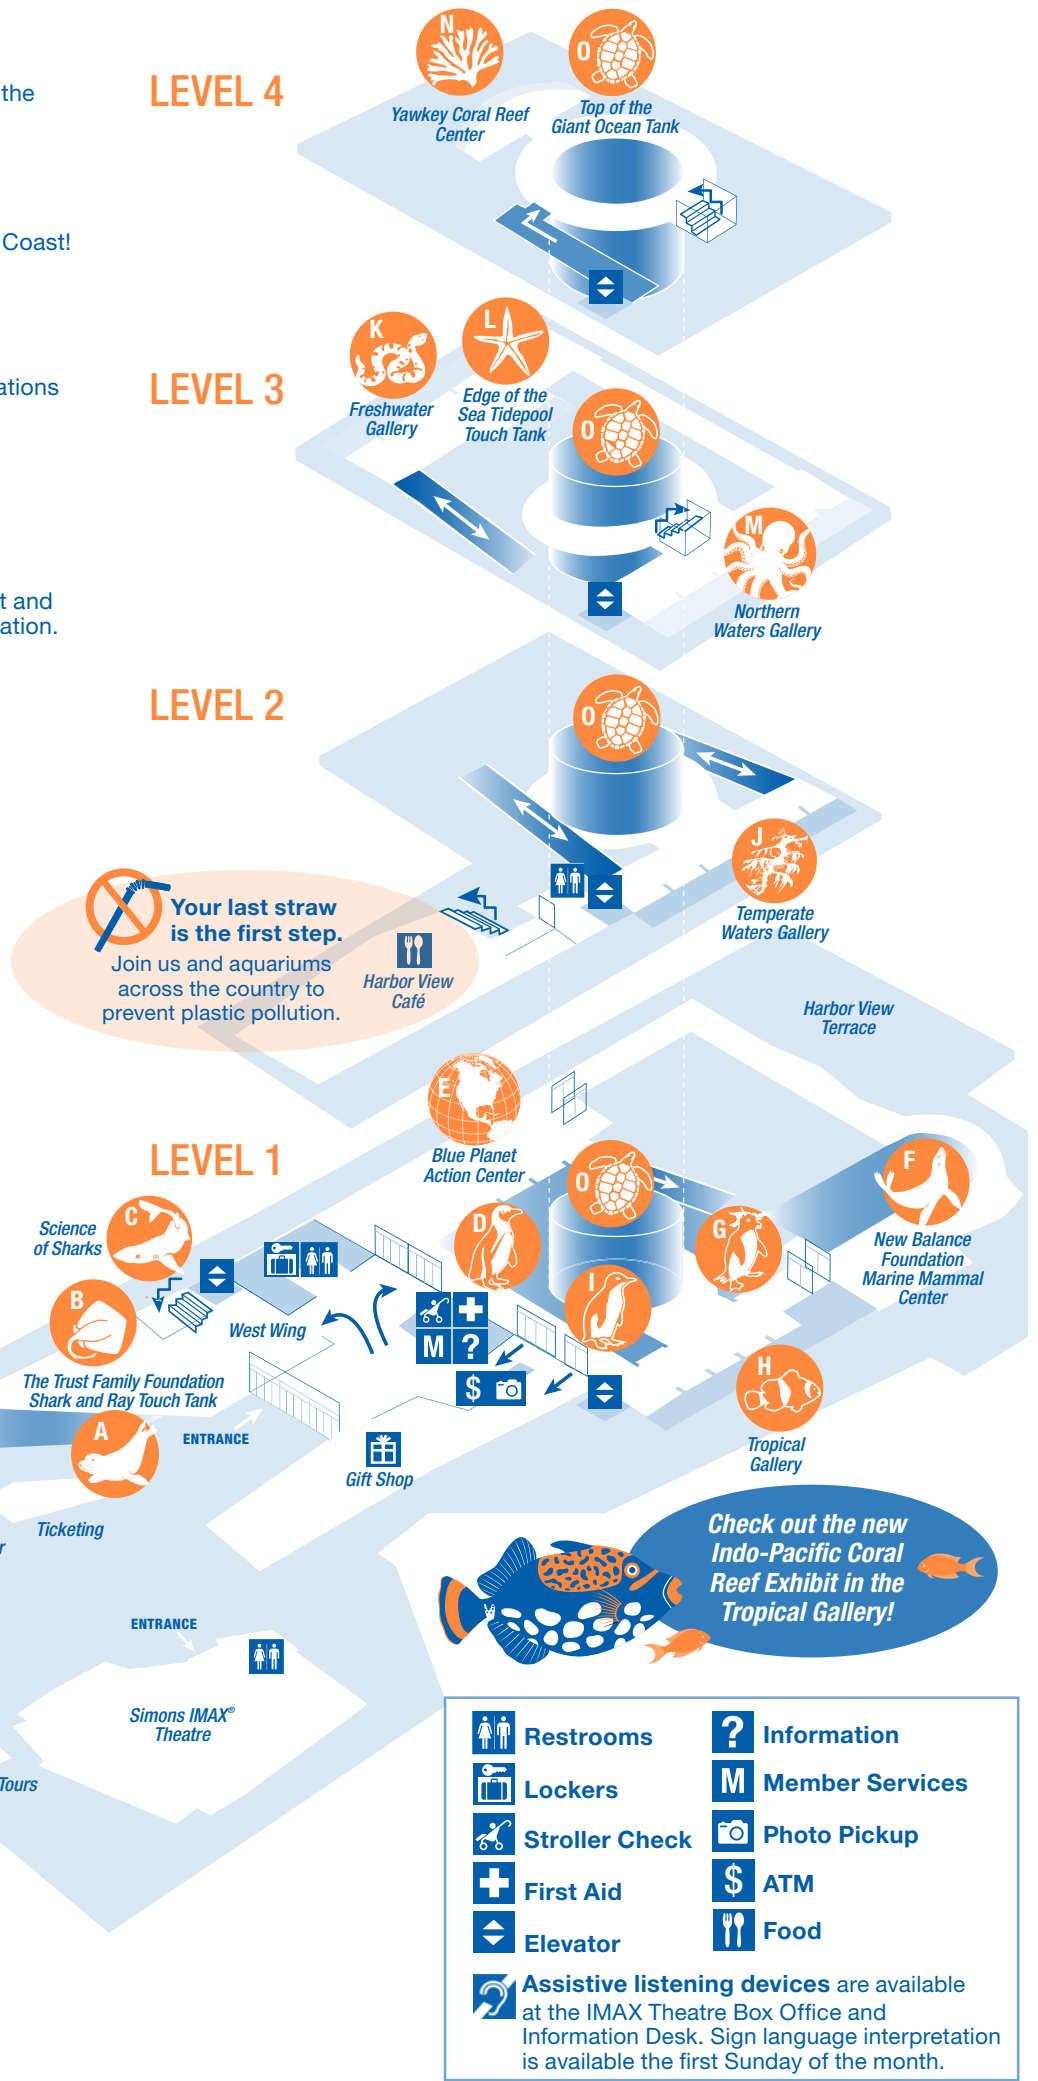 the
Coast!
ations
t and
ation.
r
Tours
LEVEL 4
N
Yawkey Coral Reef
Center
O
Top of the
Giant Ocean Tank
LEVEL 3
K
Freshwater
Gallery
L
Edge of the
Sea Tidepool
Touch Tank
O
M
Northern
Waters Gallery
LEVEL 2
O
J
Temperate
Waters Gallery
Your last straw
is the first step.
Join us and aquariums
across the country to
prevent plastic pollution.
Harbor View
Café
Harbor View
Terrace
LEVEL 1
E
Blue Planet
Action Center
O
D
G
I
F
New Balance
Foundation
Marine Mammal
Center
C
Science
of Sharks
B
The Trust Family Foundation
Shark and Ray Touch Tank
A
West Wing
M ?
$
ENTRANCE
Gift Shop
H
Tropical
Gallery
Ticketing
Check out the new
Indo-Pacific Coral
Reef Exhibit in the
Tropical Gallery!
ENTRANCE
Simons IMAX®
Theatre
Restrooms
Lockers
Stroller Check
First Aid
Elevator
? Information
M Member Services
Photo Pickup
$ ATM
Food
Assistive listening devices are available
at the IMAX Theatre Box Office and
Information Desk. Sign language interpretation
is available the first Sunday of the month.